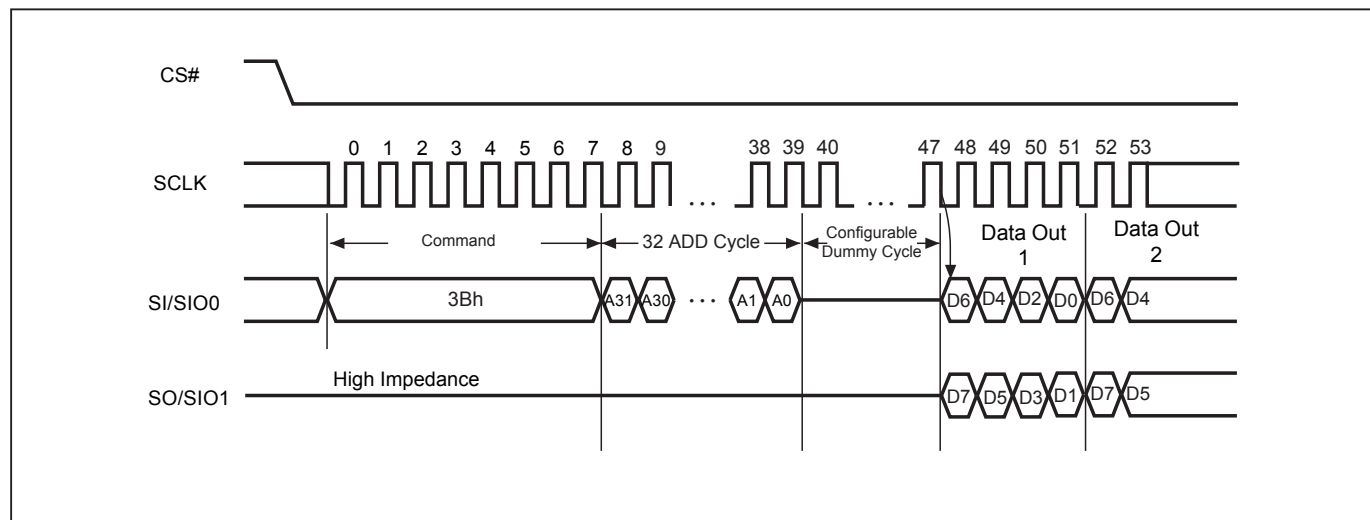 CS#
0 1 2 3 4 5 6 7 8 9 38 39 40 47 48 49 50 51 52 53
SCLK
... ...
Command 32 ADD Cycle Configurable Dummy Cycle Data Out 1 Data Out 2
SI/SIO0 3Bh A31 A30 ... A1 A0 D6 D4 D2 D0 D6 D4
High Impedance
SO/SIO1 D7 D5 D3 D1 D7 D5